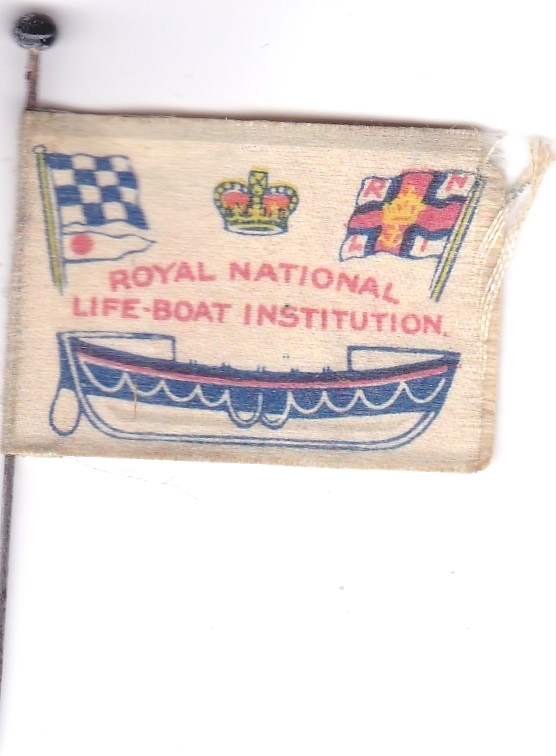 R N
L I
ROYAL NATIONAL
LIFE-BOAT INSTITUTION.